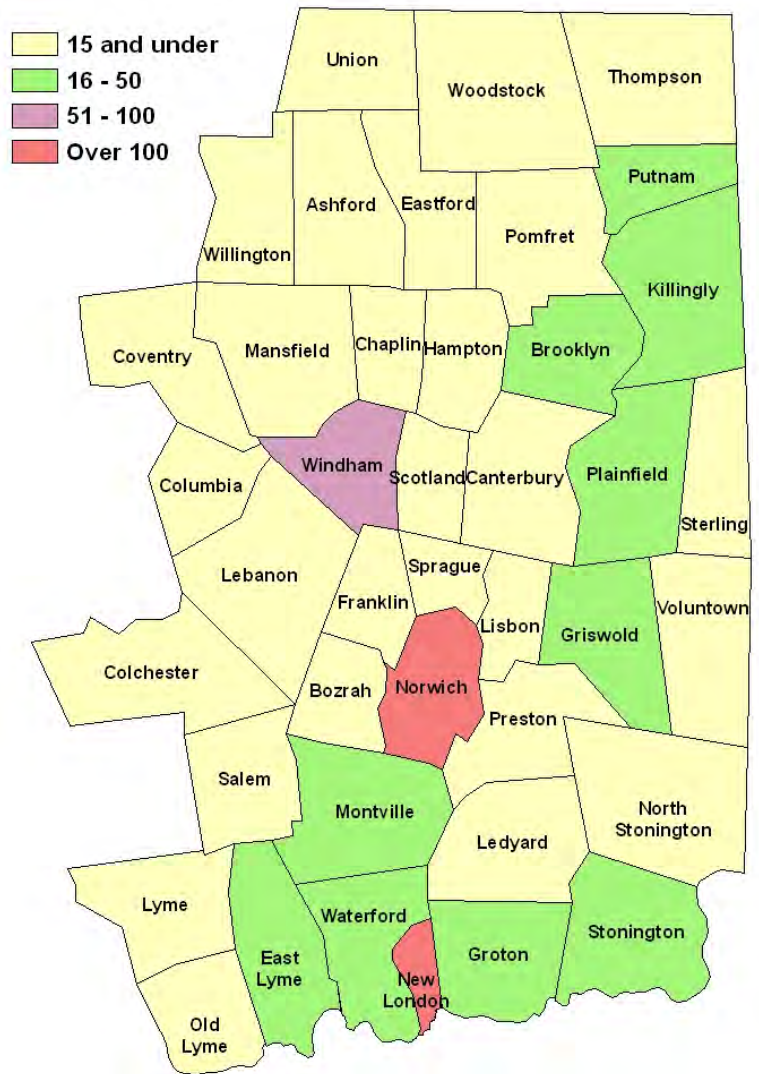 15 and under
16 - 50
51 - 100
Over 100
Union
Woodstock
Thompson
Putnam
Ashford
Eastford
Pomfret
Willington
Killingly
Coventry
Mansfield
Chaplin
Hampton
Brooklyn
Windham
Scotland
Canterbury
Plainfield
Columbia
Sterling
Lebanon
Sprague
Franklin
Lisbon
Voluntown
Griswold
Colchester
Bozrah
Norwich
Preston
Salem
Montville
Ledyard
North
Stonington
Lyme
Waterford
Stonington
East
Lyme
Groton
New
London
Old
Lyme